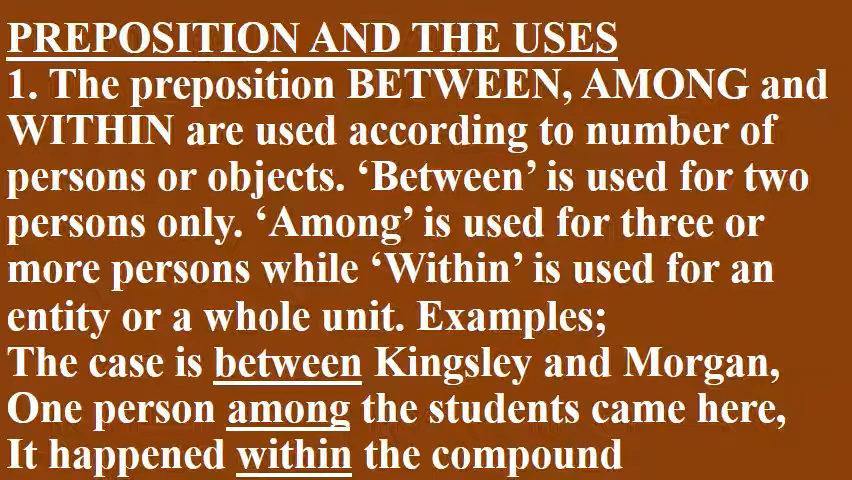 PREPOSITION AND THE USES
1. The preposition BETWEEN, AMONG and
WITHIN are used according to number of
persons or objects. ‘Between’ is used for two
persons only. ‘Among’ is used for three or
more persons while ‘Within’ is used for an
entity or a whole unit. Examples;
The case is between Kingsley and Morgan,
One person among the students came here,
It happened within the compound